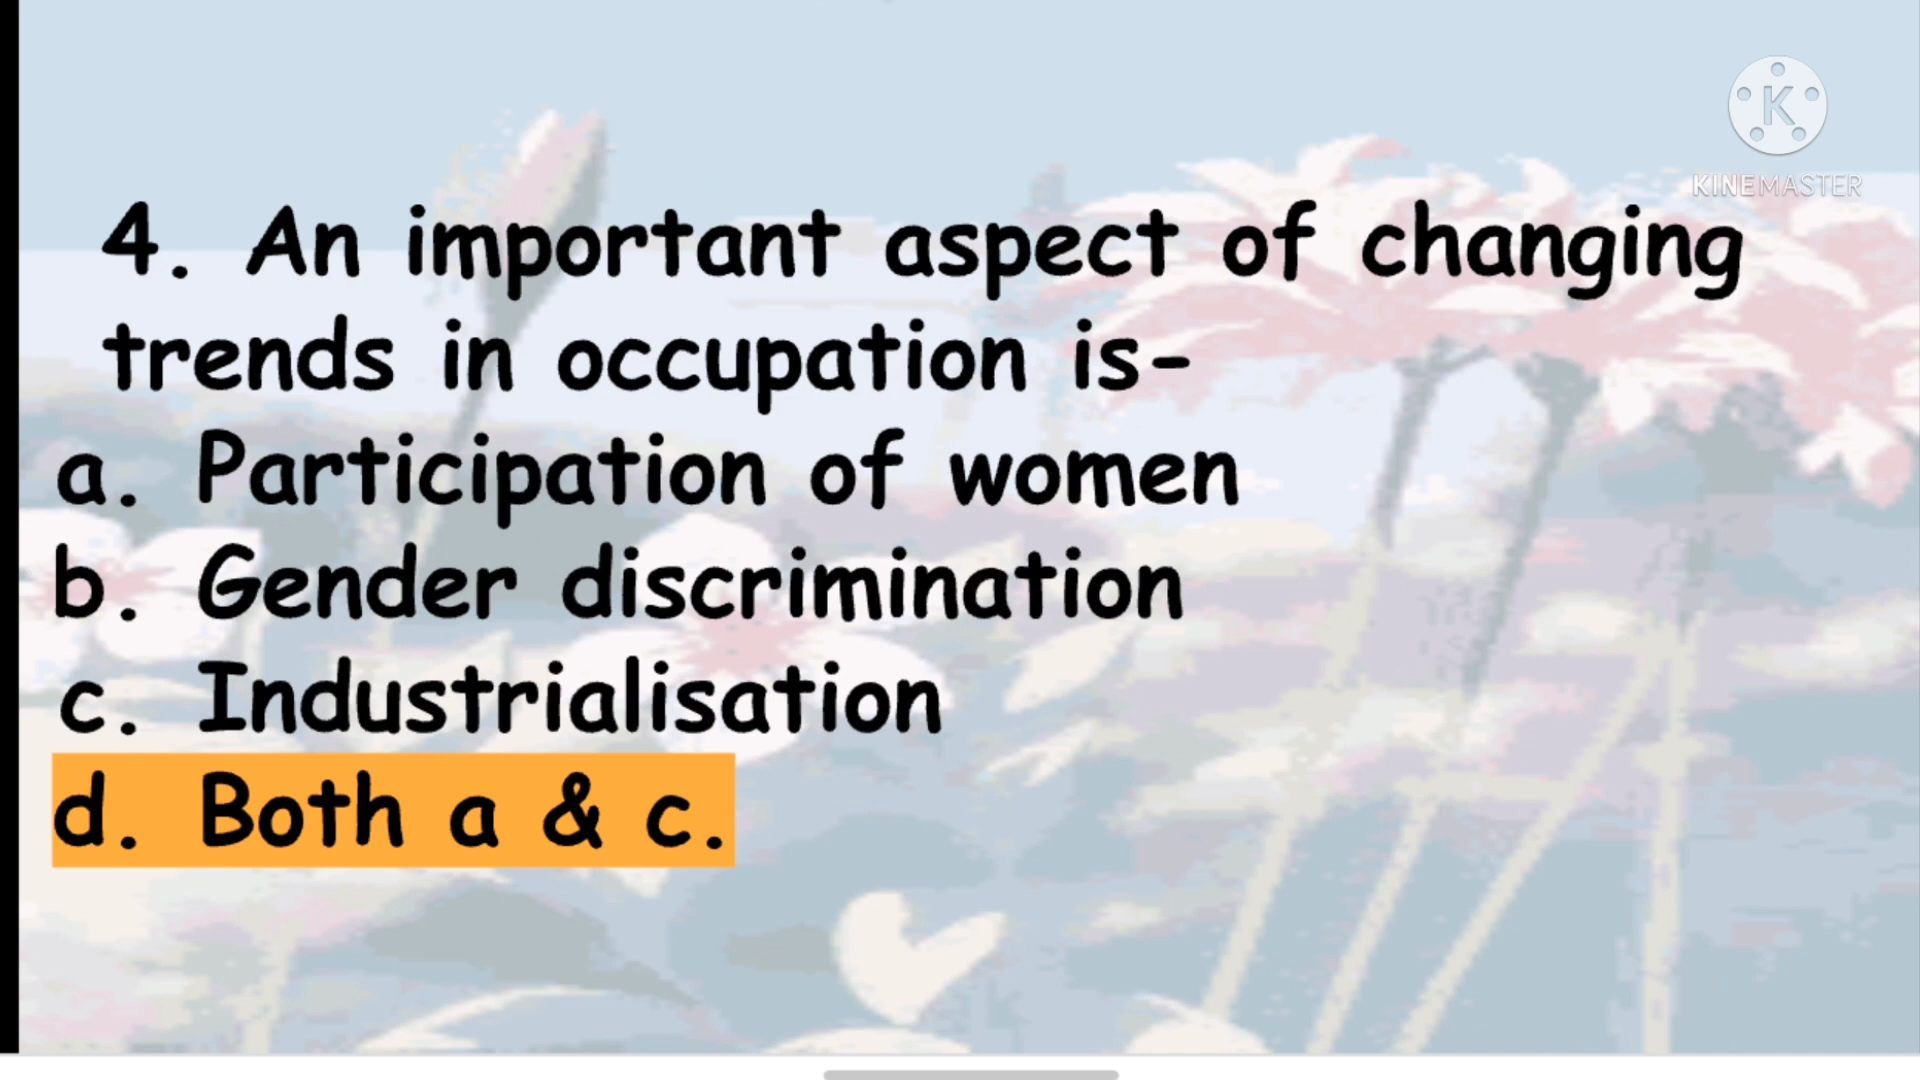 K
KINEMASTER
4. An important aspect of changing
trends in occupation is-
a. Participation of women
b. Gender discrimination
c. Industrialisation
d. Both a & c.